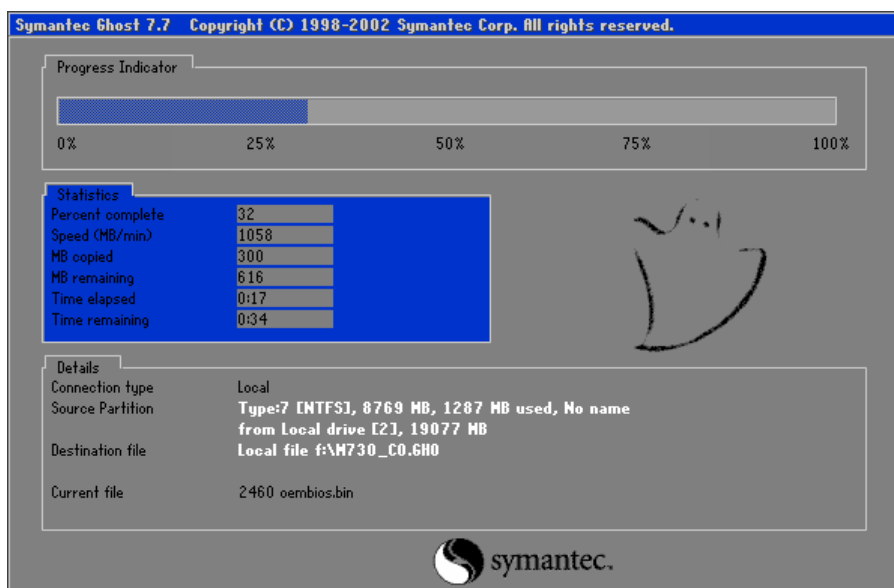 Symantec Ghost 7.7 Copyright (C) 1998-2002 Symantec Corp. All rights reserved.
Progress Indicator
0% 25% 50% 75% 100%
Statistics
Percent complete 32
Speed (MB/min) 1058
MB copied 300
MB remaining 616
Time elapsed 0:17
Time remaining 0:34
Details
Connection type Local
Source Partition Type:7 [NTFS], 8769 MB, 1287 MB used, No name
from Local drive [2], 19077 MB
Destination file Local file f:\M730_C0.GHO
Current file 2460 oembios.bin
symantec.